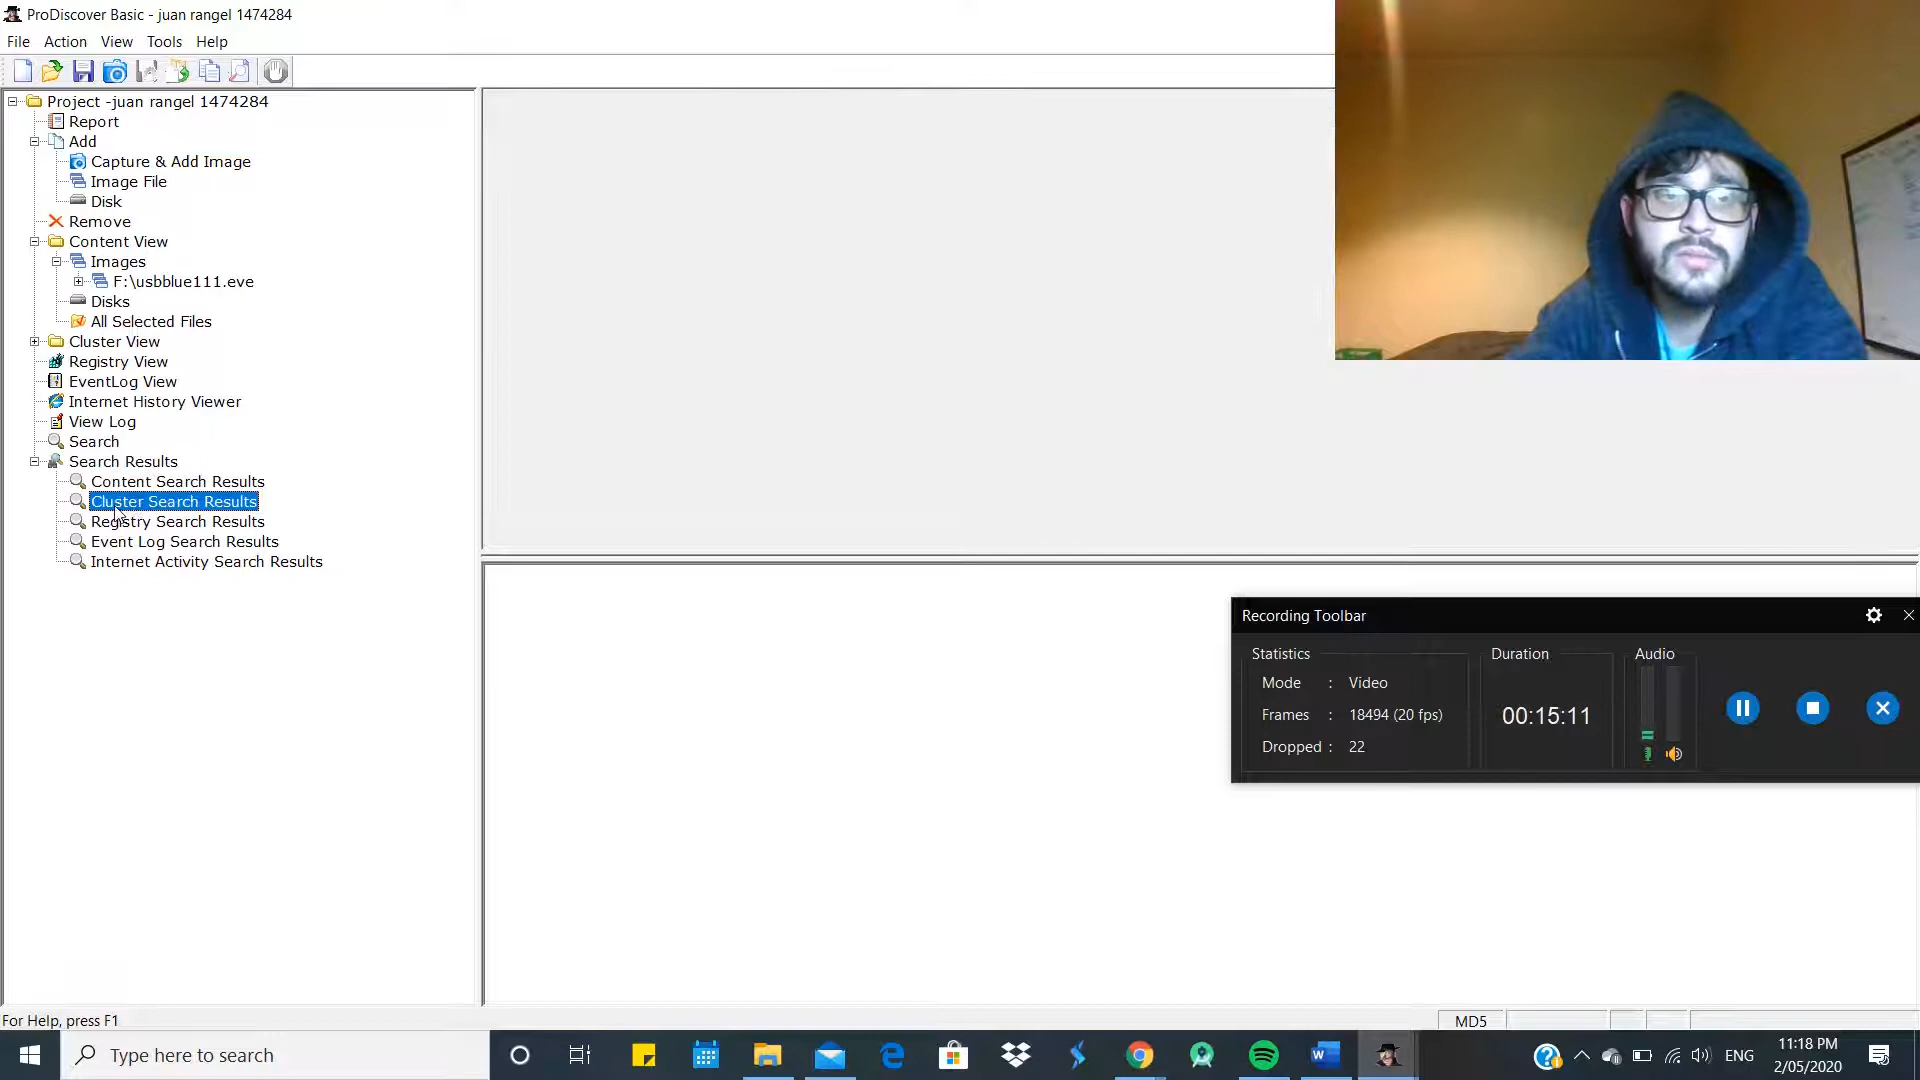 ProDiscover Basic - juan rangel 1474284
File Action View Tools Help
Project -juan rangel 1474284
Report
Add
Capture & Add Image
Image File
Disk
Remove
Content View
Images
F:\usbblue111.eve
Disks
All Selected Files
Cluster View
Registry View
EventLog View
Internet History Viewer
View Log
Search
Search Results
Content Search Results
Cluster Search Results
Registry Search Results
Event Log Search Results
Internet Activity Search Results
Recording Toolbar
Statistics
Duration
Audio
Mode : Video
Frames : 18494 (20 fps)
00:15:11
Dropped : 22
For Help, press F1
MD5
Type here to search
ENG
11:18 PM
2/05/2020